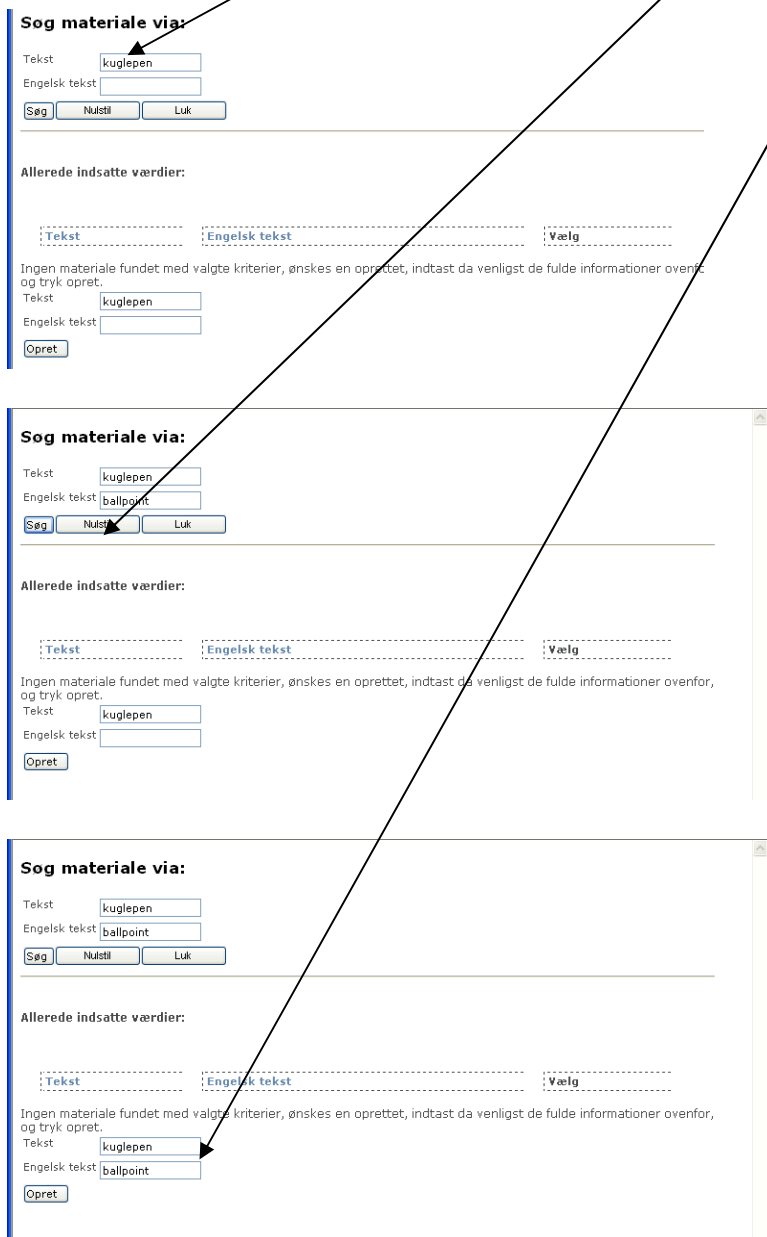 Søg materiale via:
Tekst kuglepen
Engelsk tekst
Søg Nulstil Luk
Allerede indsatte værdier:
Tekst Engelsk tekst Vælg
Ingen materiale fundet med valgte kriterier, ønskes en oprettet, indtast da venligst de fulde informationer ovenfo
og tryk opret.
Tekst kuglepen
Engelsk tekst
Opret
Søg materiale via:
Tekst kuglepen
Engelsk tekst ballpoint
Søg Nulstil Luk
Allerede indsatte værdier:
Tekst Engelsk tekst Vælg
Ingen materiale fundet med valgte kriterier, ønskes en oprettet, indtast da venligst de fulde informationer ovenfor,
og tryk opret.
Tekst kuglepen
Engelsk tekst
Opret
Søg materiale via:
Tekst kuglepen
Engelsk tekst ballpoint
Søg Nulstil Luk
Allerede indsatte værdier:
Tekst Engelsk tekst Vælg
Ingen materiale fundet med valgte kriterier, ønskes en oprettet, indtast da venligst de fulde informationer ovenfor,
og tryk opret.
Tekst kuglepen
Engelsk tekst ballpoint
Opret